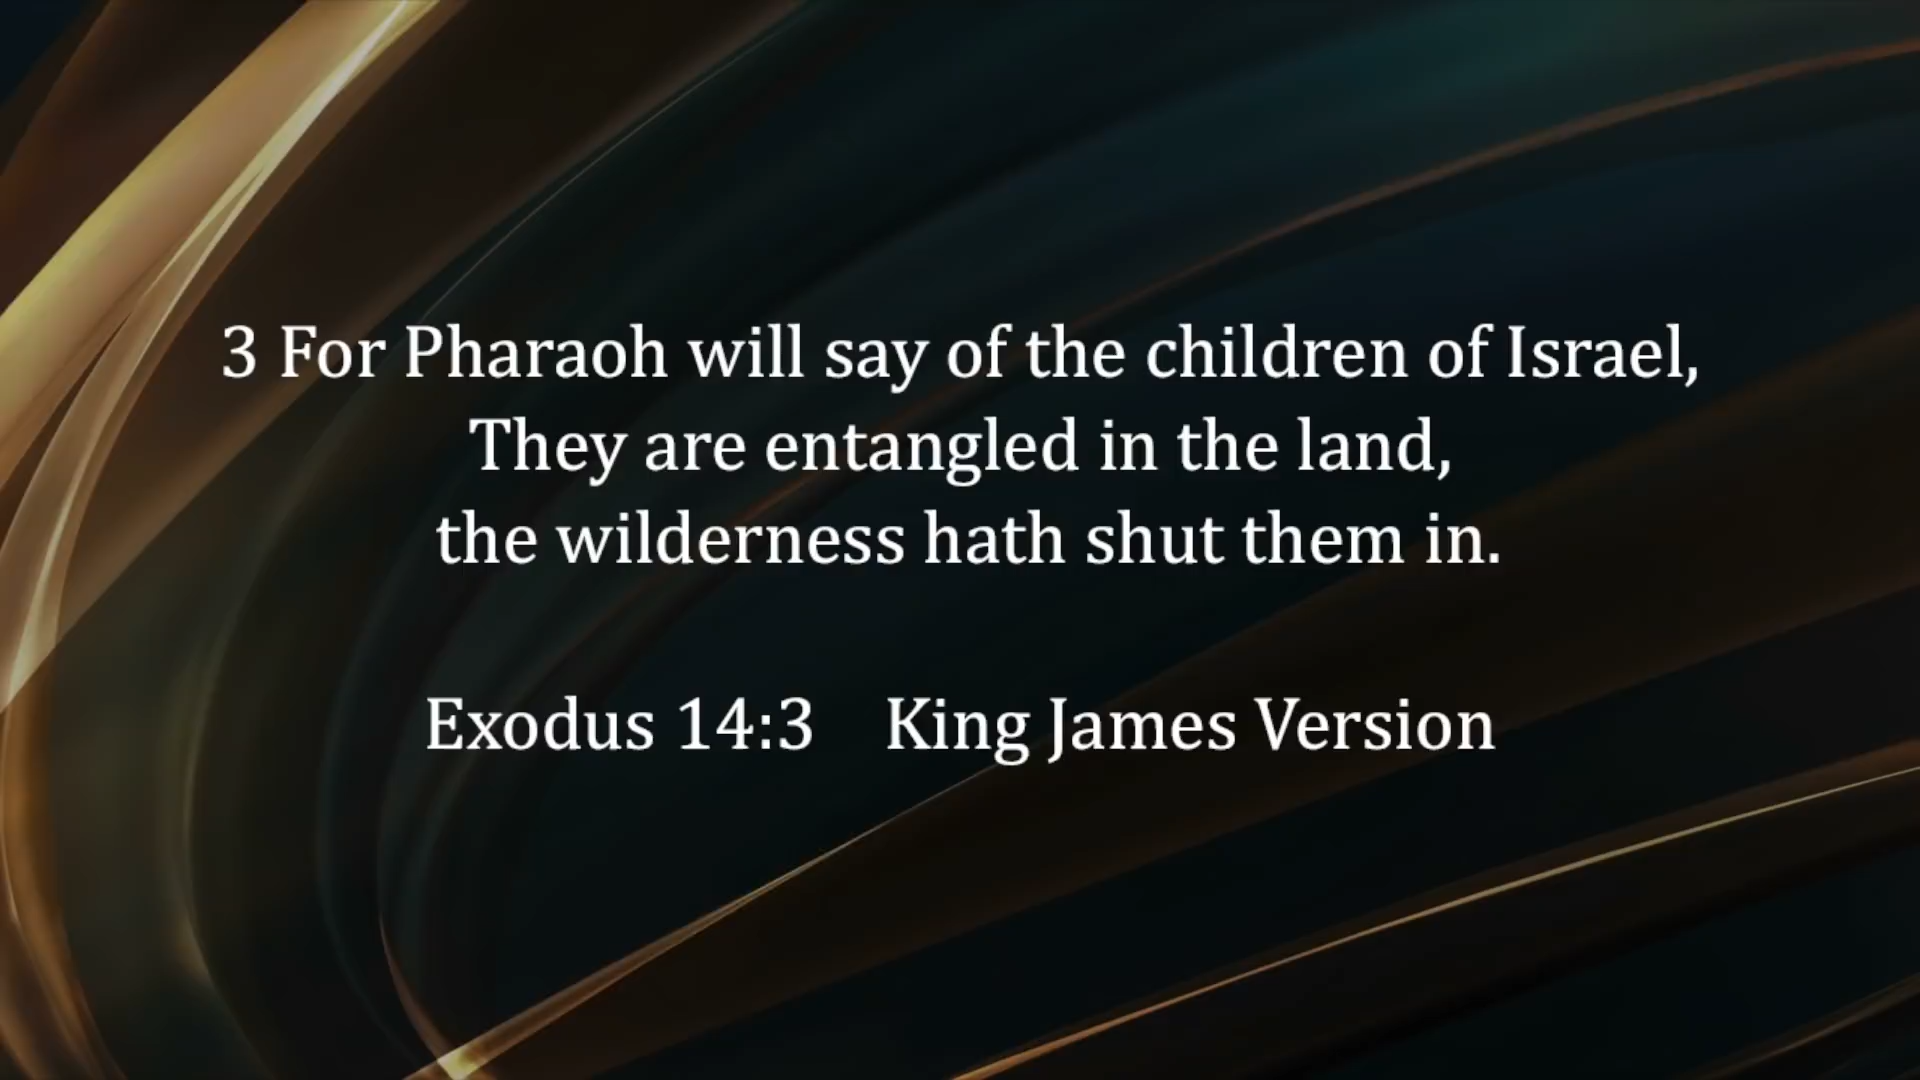 3 For Pharaoh will say of the children of Israel,
They are entangled in the land,
the wilderness hath shut them in.
Exodus 14:3 King James Version